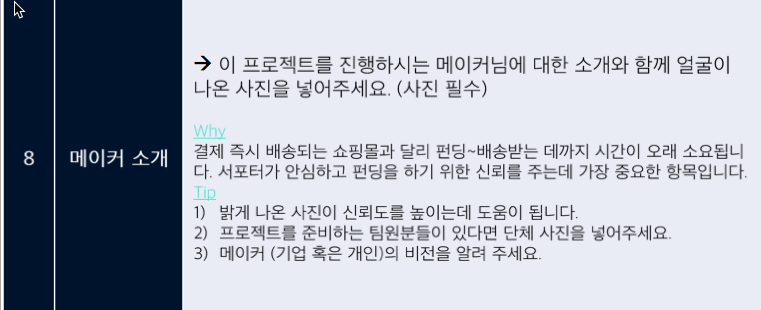 8
메이커 소개
→ 이 프로젝트를 진행하시는 메이커님에 대한 소개와 함께 얼굴이
나온 사진을 넣어주세요. (사진 필수)
Why
결제 즉시 배송되는 쇼핑몰과 달리 펀딩~배송받는 데까지 시간이 오래 소요됩니
다. 서포터가 안심하고 펀딩을 하기 위한 신뢰를 주는데 가장 중요한 항목입니다.
Tip
1) 밝게 나온 사진이 신뢰도를 높이는데 도움이 됩니다.
2) 프로젝트를 준비하는 팀원분들이 있다면 단체 사진을 넣어주세요.
3) 메이커 (기업 혹은 개인)의 비전을 알려 주세요.